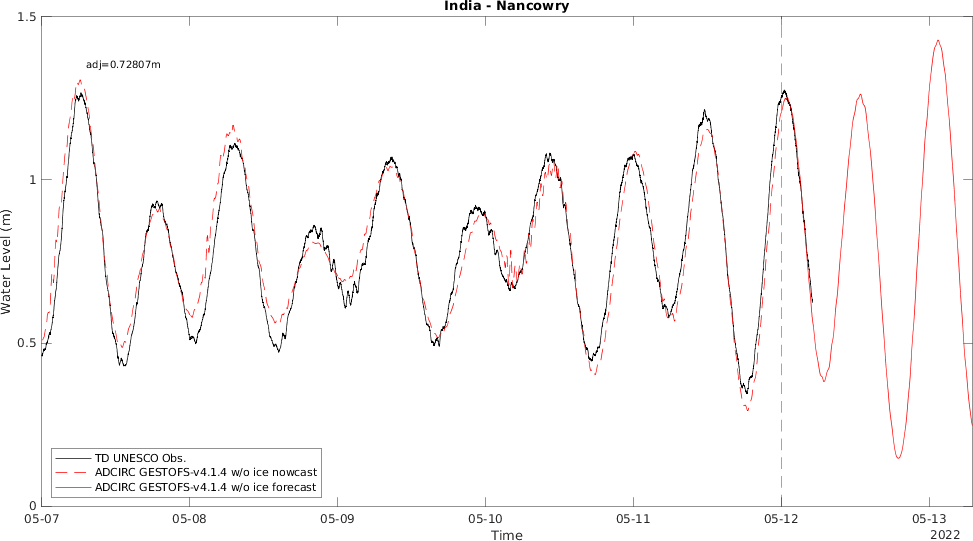 India - Nancowry
1.5
adj=0.72807m
1
Water Level (m)
0.5
TD UNESCO Obs.
ADCIRC GESTOFS-v4.1.4 w/o ice nowcast
ADCIRC GESTOFS-v4.1.4 w/o ice forecast
0
05-07 05-08 05-09 05-10 05-11 05-12 05-13
Time
2022